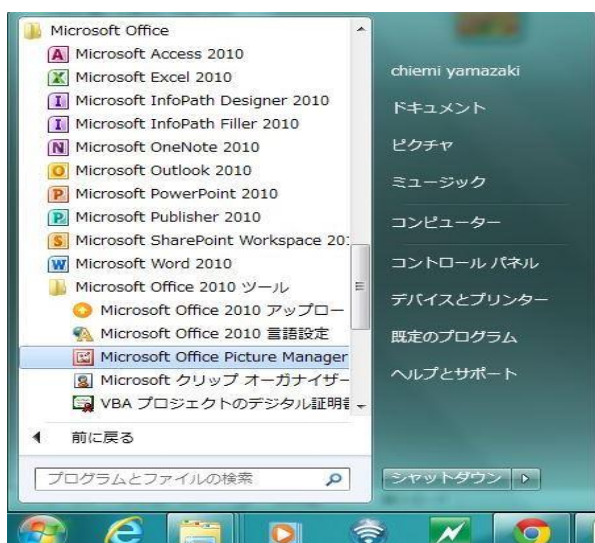 Microsoft Office
Microsoft Access 2010
Microsoft Excel 2010
Microsoft InfoPath Designer 2010
Microsoft InfoPath Filler 2010
Microsoft OneNote 2010
Microsoft Outlook 2010
Microsoft PowerPoint 2010
Microsoft Publisher 2010
Microsoft SharePoint Workspace 20
Microsoft Word 2010
Microsoft Office 2010 ツール
Microsoft Office 2010 アップロー
Microsoft Office 2010 言語設定
Microsoft Office Picture Manager
Microsoft クリップ オーガナイザー
VBA プロジェクトのデジタル証明
前に戻る
プログラムとファイルの検索
chiemi yamazaki
ドキュメント
ピクチャ
ミュージック
コンピューター
コントロール パネル
デバイスとプリンター
既定のプログラム
ヘルプとサポート
シャットダウン